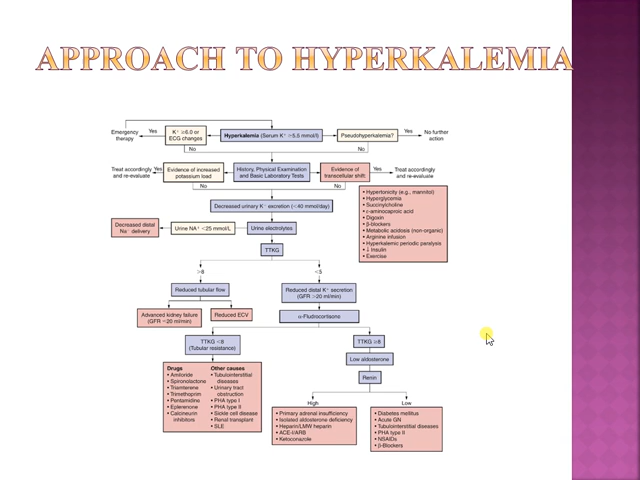 APPROACH TO HYPERKALEMIA
Emergency
therapy
Yes
K⁺ ≥6.0 or
ECG changes
Hyperkalemia (Serum K⁺ >5.5 mmol/l)
Pseudohyperkalemia?
Yes
No further
action
No
No
Treat accordingly
and re-evaluate
Yes
Evidence of increased
potassium load
History, Physical Examination
and Basic Laboratory Tests
Evidence of
transcellular shift
Yes
Treat accordingly
and re-evaluate
No
No
• Hypertonicity (e.g., mannitol)
• Hyperglycemia
• Succinylcholine
• ε-aminocaproic acid
• Digoxin
• β-blockers
• Metabolic acidosis (non-organic)
• Arginine infusion
• Hyperkalemic periodic paralysis
• ↓ Insulin
• Exercise
Decreased urinary K⁺ excretion (<40 mmol/day)
Decreased distal
Na⁻ delivery
Urine NA⁺ <25 mmol/L
Urine electrolytes
TTKG
>8
<5
Reduced tubular flow
Reduced distal K⁺ secretion
(GFR >20 ml/min)
Advanced kidney failure
(GFR <20 ml/min)
Reduced ECV
α-Fludrocortisone
TTKG <8
(Tubular resistance)
TTKG ≥8
Low aldosterone
Renin
Drugs
• Amiloride
• Spironolactone
• Triamterene
• Trimethoprim
• Pentamidine
• Eplerenone
• Calcineurin
inhibitors
Other causes
• Tubulointerstitial
diseases
• Urinary tract
obstruction
• PHA type I
• PHA type II
• Sickle cell disease
• Renal transplant
• SLE
High
Low
• Primary adrenal insufficiency
• Isolated aldosterone deficiency
• Heparin/LMW heparin
• ACE-I/ARB
• Ketoconazole
• Diabetes mellitus
• Acute GN
• Tubulointerstitial diseases
• PHA type II
• NSAIDs
• β-Blockers